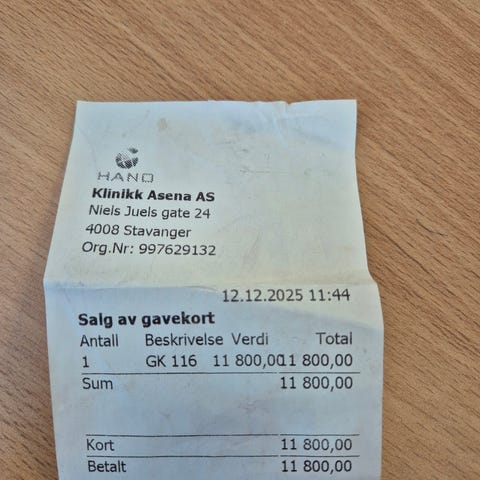 HANO
Klinikk Asena AS
Niels Juels gate 24
4008 Stavanger
Org.Nr: 997629132
12.12.2025 11:44
Salg av gavekort
Antall Beskrivelse Verdi Total
1 GK 116 11 800,00 11 800,00
Sum 11 800,00
Kort 11 800,00
Betalt 11 800,00